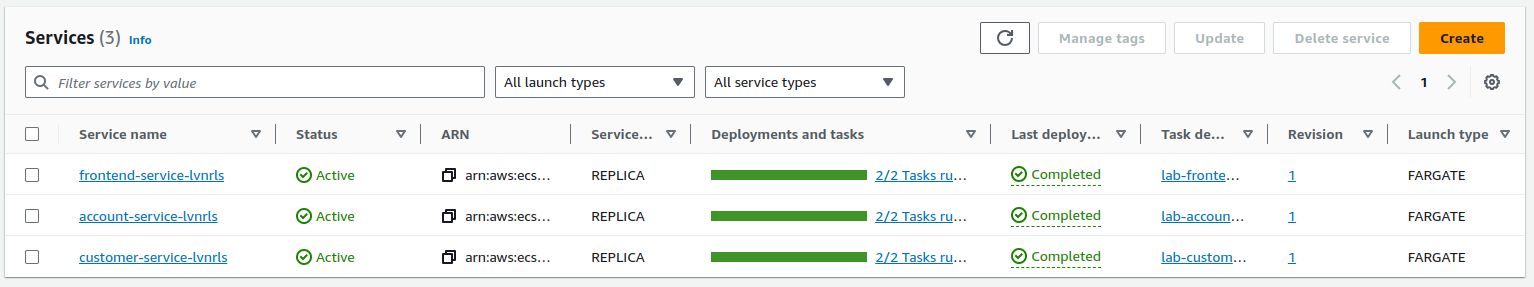 Services (3) Info
Manage tags Update Delete service Create
Filter services by value All launch types All service types 1
Service name Status ARN Service... Deployments and tasks Last deploy... Task de... Revision Launch type
frontend-service-lvnrls Active arn:aws:ecs... REPLICA 2/2 Tasks ru... Completed lab-fronte... 1 FARGATE
account-service-lvnrls Active arn:aws:ecs... REPLICA 2/2 Tasks ru... Completed lab-accoun... 1 FARGATE
customer-service-lvnrls Active arn:aws:ecs... REPLICA 2/2 Tasks ru... Completed lab-custom... 1 FARGATE